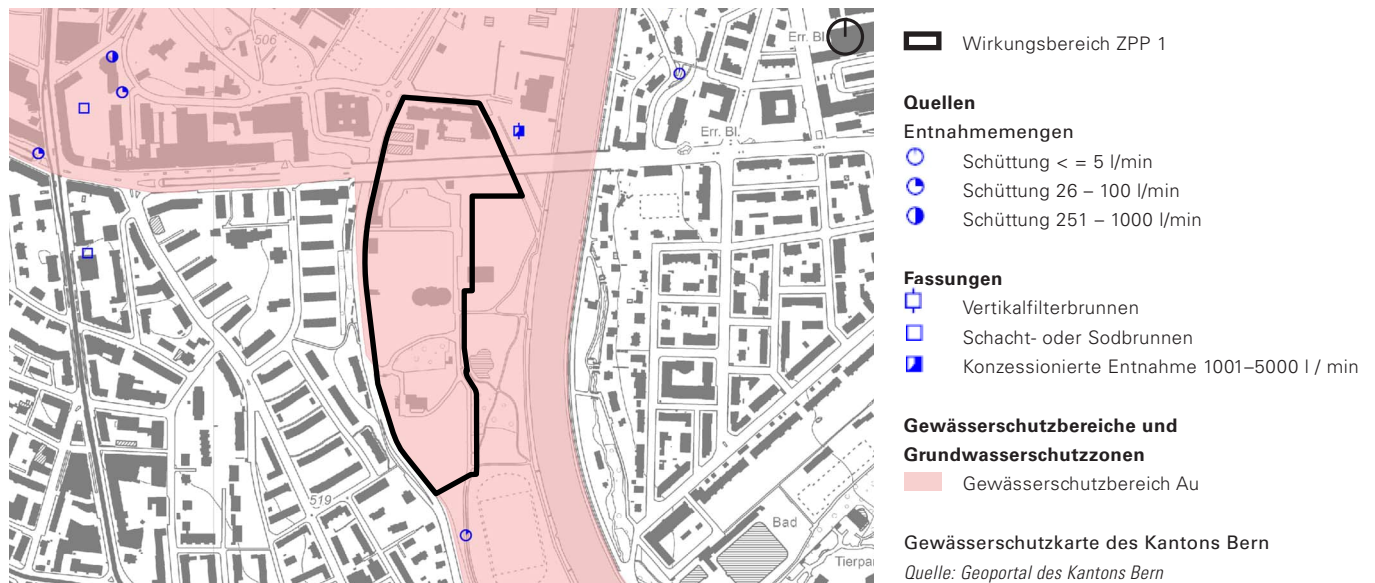 506
Err. Bl
Err. Bl.
519
Bad
Tierpar
Wirkungsbereich ZPP 1
Quellen
Entnahmemengen
Schüttung < = 5 l/min
Schüttung 26 – 100 l/min
Schüttung 251 – 1000 l/min
Fassungen
Vertikalfilterbrunnen
Schacht- oder Sodbrunnen
Konzessionierte Entnahme 1001–5000 l / min
Gewässerschutzbereiche und
Grundwasserschutzzonen
Gewässerschutzbereich Au
Gewässerschutzkarte des Kantons Bern
Quelle: Geoportal des Kantons Bern